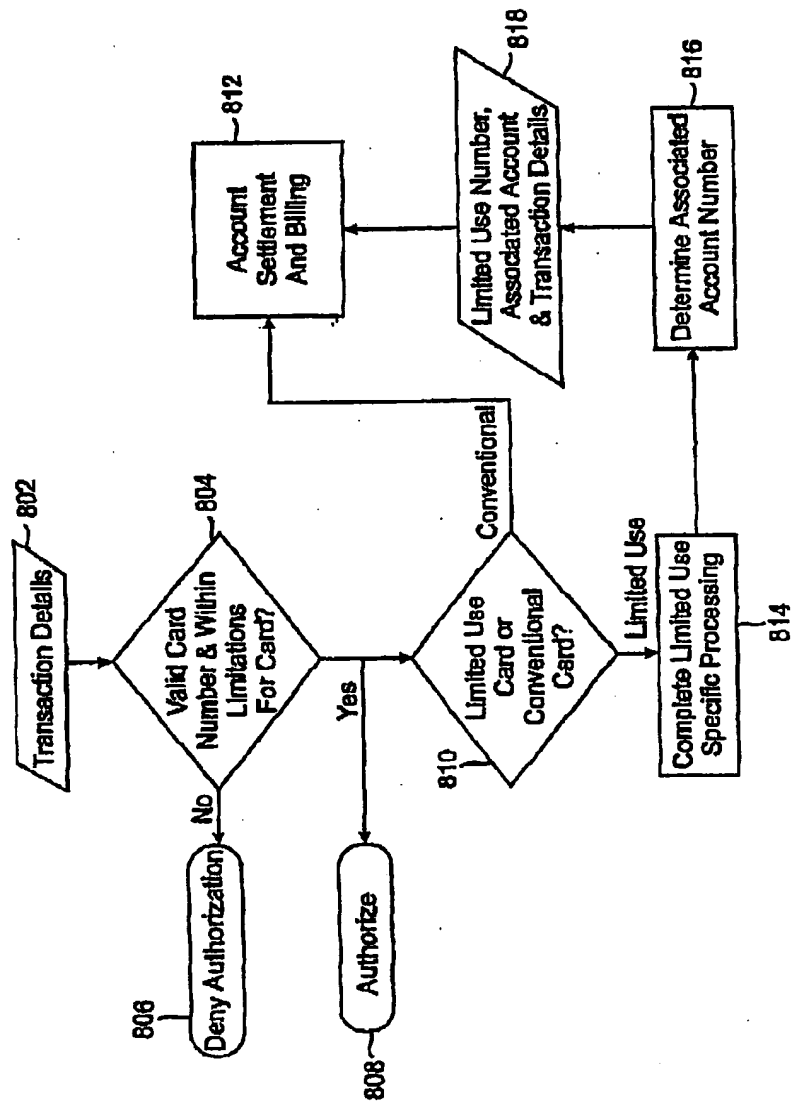 802
Transaction Details
804
Valid Card
Number & Within
Limitations
For Card?
No
Deny Authorization
806
Yes
Authorize
808
810
Limited Use
Card or
Conventional
Card?
Conventional
Account
Settlement
And Billing
812
Limited Use
Complete Limited Use
Specific Processing
814
Determine Associated
Account Number
816
Limited Use Number,
Associated Account
& Transaction Details
818